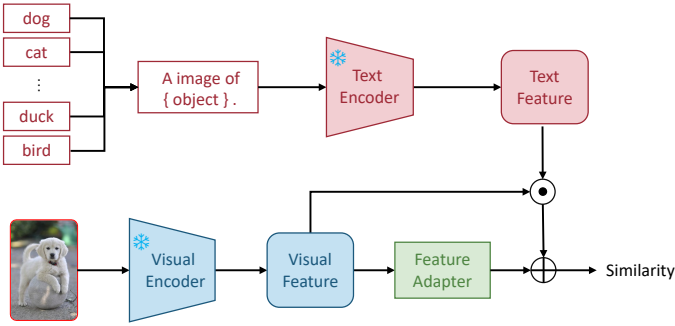 dog
cat
⋮
duck
bird
A image of
{ object } .
Text
Encoder
Text
Feature
Visual
Encoder
Visual
Feature
Feature
Adapter
Similarity